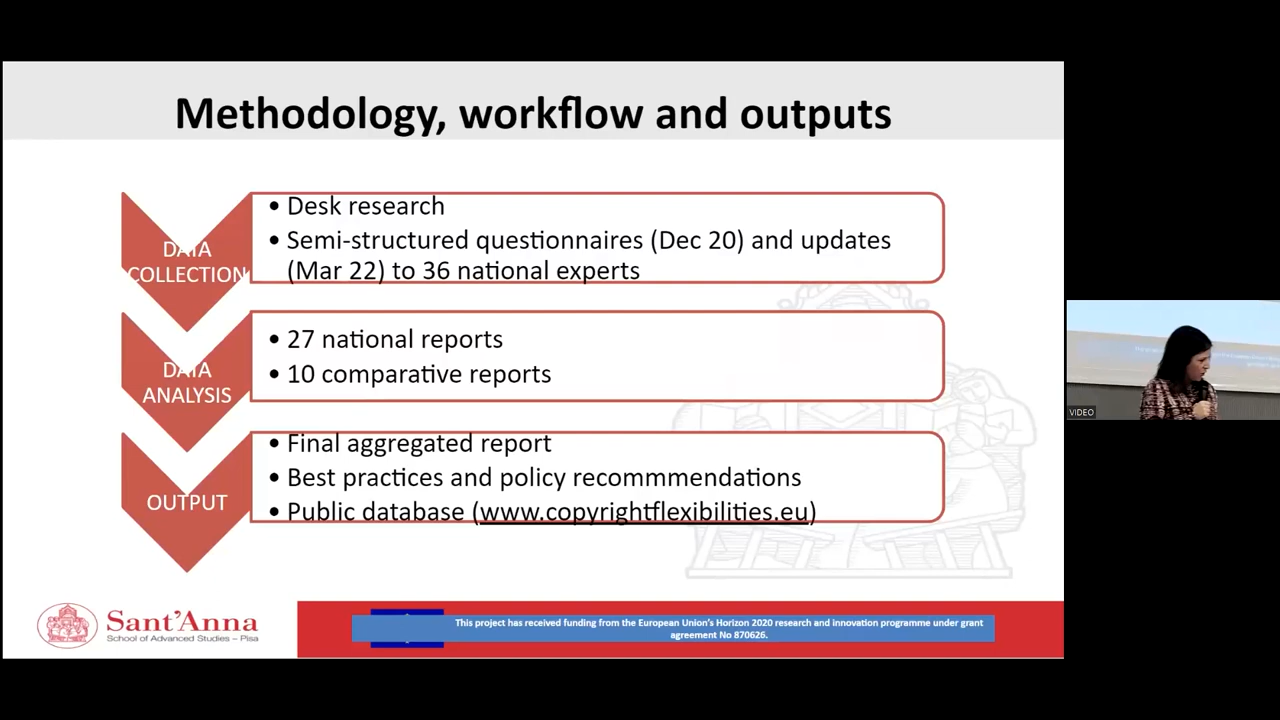 Methodology, workflow and outputs
DATA
COLLECTION
• Desk research
• Semi-structured questionnaires (Dec 20) and updates
(Mar 22) to 36 national experts
DATA
ANALYSIS
• 27 national reports
• 10 comparative reports
OUTPUT
• Final aggregated report
• Best practices and policy recommmendations
• Public database (www.copyrightflexibilities.eu)
VIDEO
Sant'Anna
School of Advanced Studies – Pisa
This project has received funding from the European Union's Horizon 2020 research and innovation programme under grant
agreement No 870626.